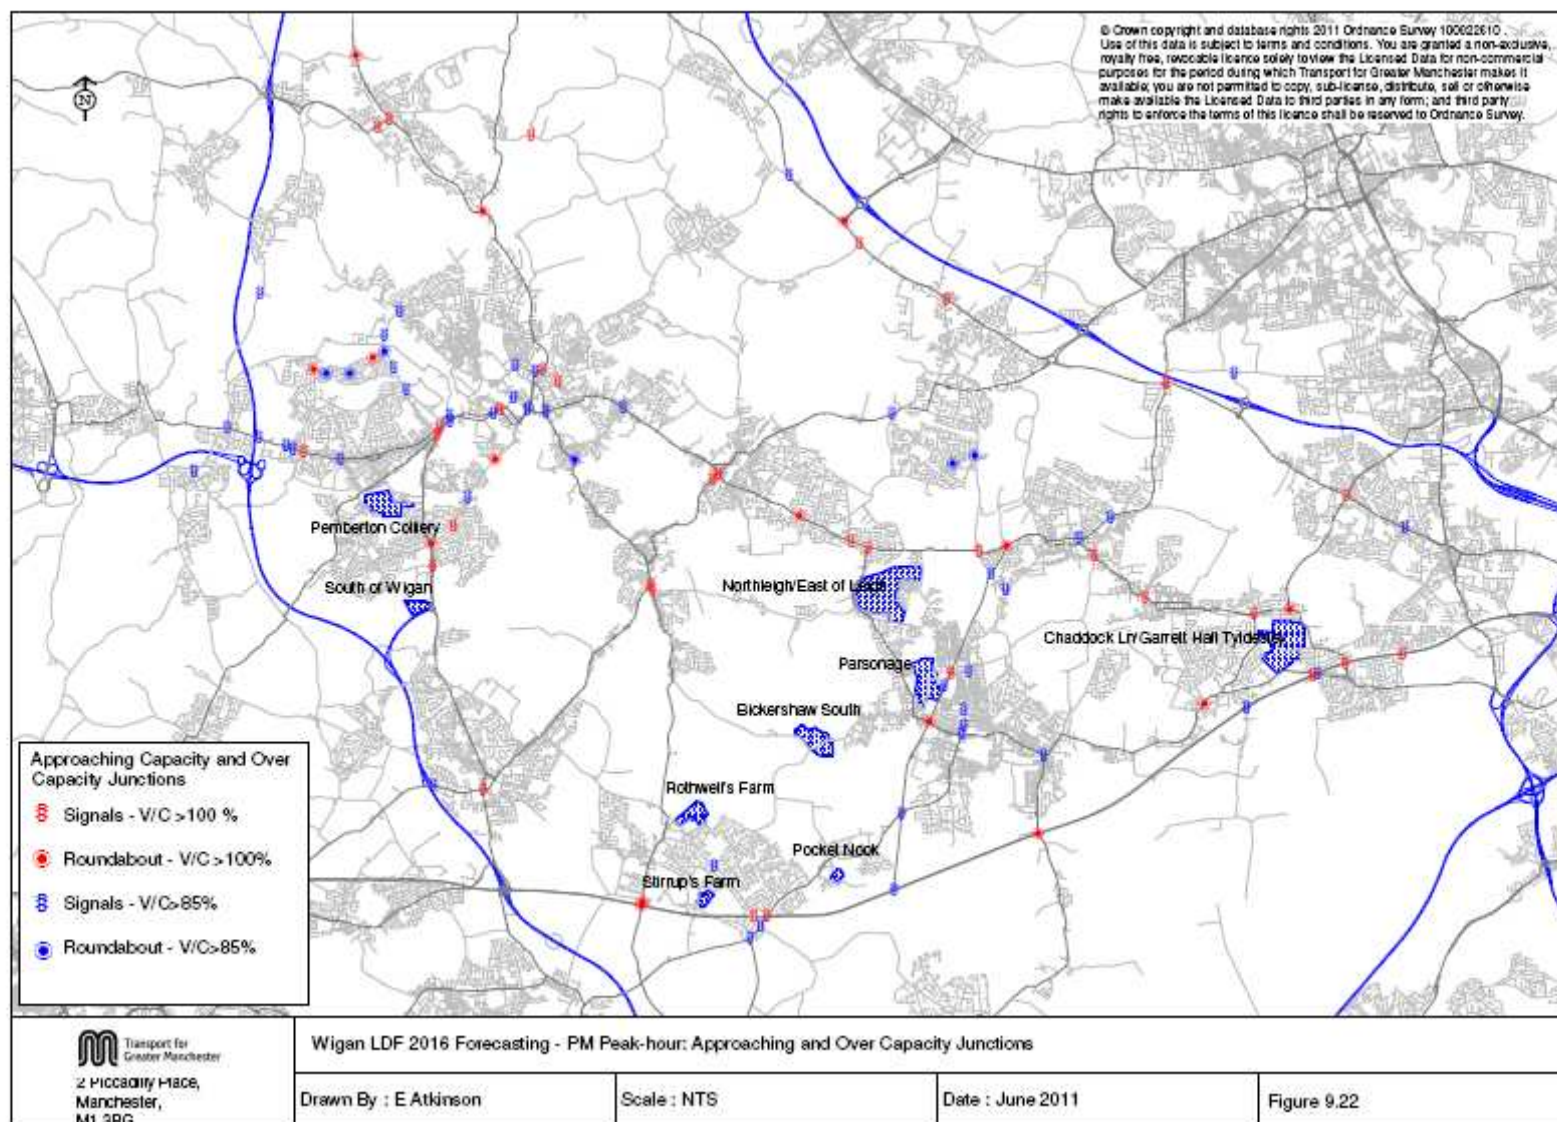 © Crown copyright and database rights 2011 Ordnance Survey 100022610 .
Use of this data is subject to terms and conditions. You are granted a non-exclusive,
royalty free, revocable licence solely to view the Licensed Data for non-commercial
purposes for the period during which Transport for Greater Manchester makes it
available; you are not permitted to copy, sub-license, distribute, sell or otherwise
make available the Licensed Data to third parties in any form; and third party
rights to enforce the terms of this licence shall be reserved to Ordnance Survey.
N
Pemberton Colliery
South of Wigan
Northleigh/East of Leigh
Chaddock Ln/Garrett Hall Tyldesley
Parsonage
Bickershaw South
Rothwell's Farm
Pocket Nook
Stirrup's Farm
Approaching Capacity and Over
Capacity Junctions
Signals - V/C >100 %
Roundabout - V/C >100%
Signals - V/C>85%
Roundabout - V/C>85%
Transport for
Greater Manchester
2 Piccadilly Place,
Manchester,
M1 3BG
Wigan LDF 2016 Forecasting - PM Peak-hour: Approaching and Over Capacity Junctions
Drawn By : E Atkinson
Scale : NTS
Date : June 2011
Figure 9.22